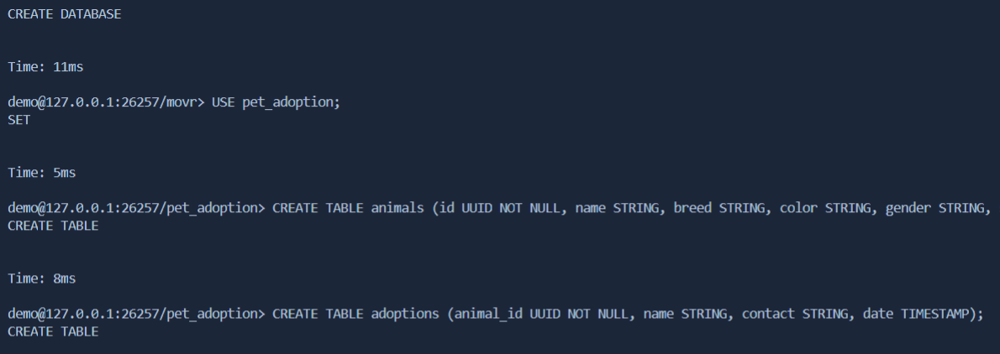 CREATE DATABASE
Time: 11ms
demo@127.0.0.1:26257/movr> USE pet_adoption;
SET
Time: 5ms
demo@127.0.0.1:26257/pet_adoption> CREATE TABLE animals (id UUID NOT NULL, name STRING, breed STRING, color STRING, gender STRING,
CREATE TABLE
Time: 8ms
demo@127.0.0.1:26257/pet_adoption> CREATE TABLE adoptions (animal_id UUID NOT NULL, name STRING, contact STRING, date TIMESTAMP);
CREATE TABLE